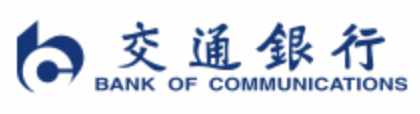 交通銀行
BANK OF COMMUNICATIONS